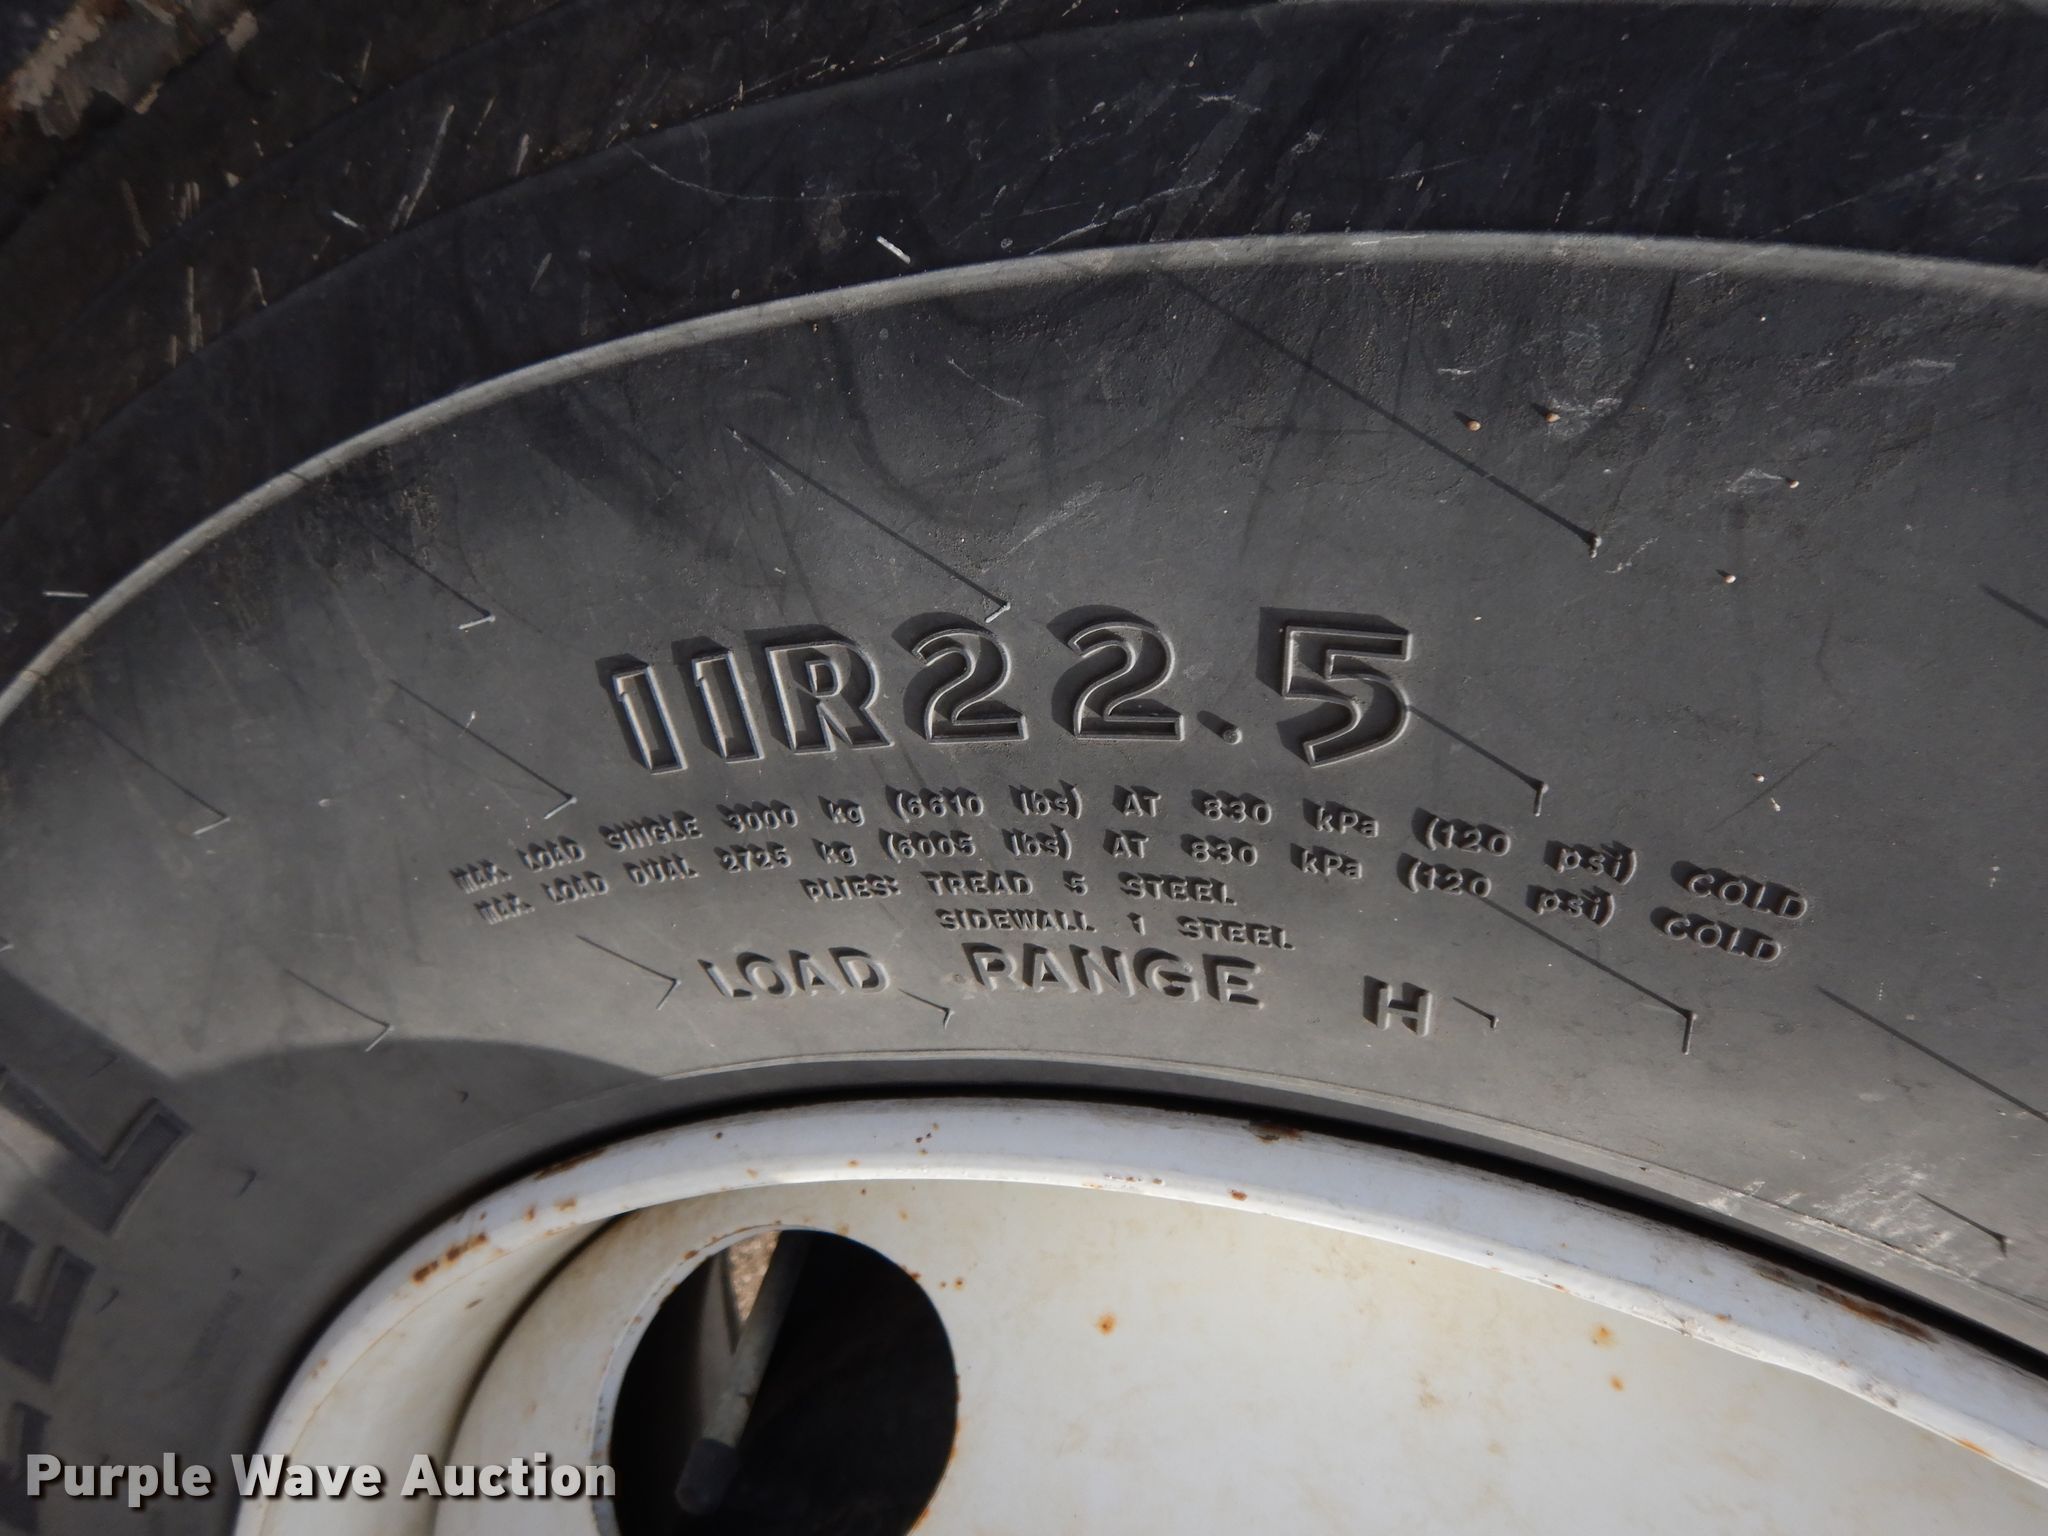 11R22.5
MAX. LOAD SINGLE 3000 kg (6610 lbs) AT 830 kPa (120 psi) COLD
MAX. LOAD DUAL 2725 kg (6005 lbs) AT 830 kPa (120 psi) COLD
PLIES: TREAD 5 STEEL
SIDEWALL 1 STEEL
LOAD RANGE H
Purple Wave Auction